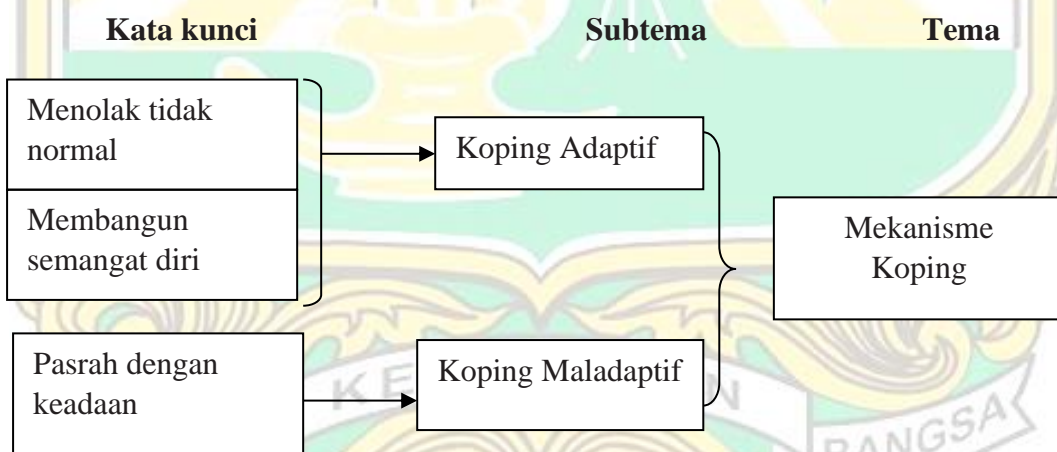 Kata kunci Subtema Tema
Menolak tidak
normal
Koping Adaptif
Membangun
semangat diri
Mekanisme
Koping
Pasrah dengan
keadaan
Koping Maladaptif
BANGSA